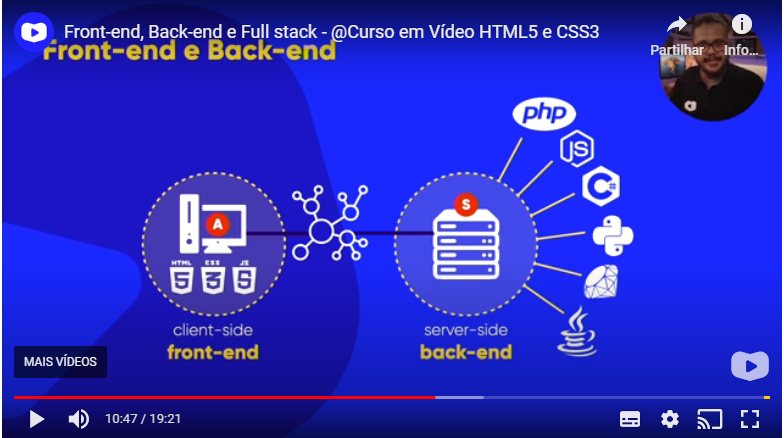 Front-end, Back-end e Full stack - @Curso em Vídeo HTML5 e CSS3
Partilhar
Info...
Front-end e Back-end
php
JS
C#
A
S
HTML
CSS
JS
5
3
5
client-side
front-end
server-side
back-end
MAIS VÍDEOS
10:47 / 19:21